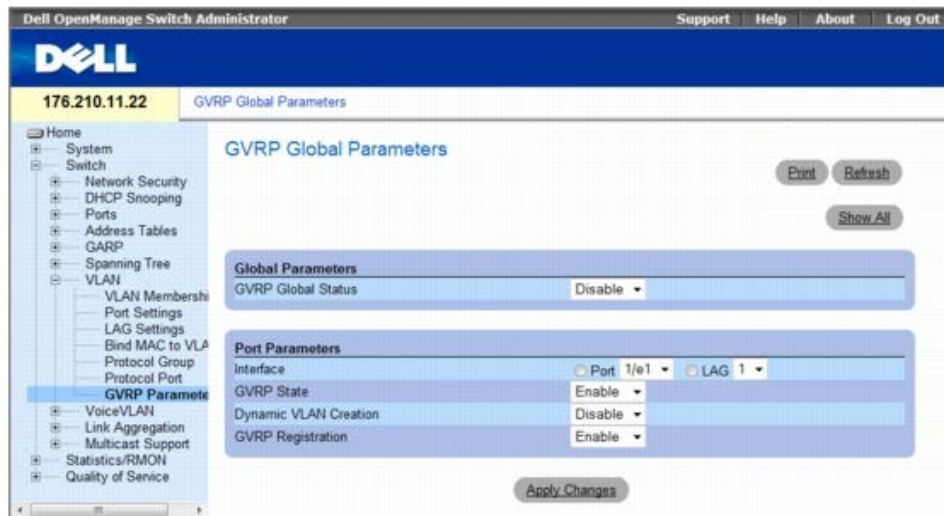 Dell OpenManage Switch Administrator Support Help About Log Out
DELL
176.210.11.22 GVRP Global Parameters
Home
System
Switch
Network Security
DHCP Snooping
Ports
Address Tables
GARP
Spanning Tree
VLAN
VLAN Membershi
Port Settings
LAG Settings
Bind MAC to VLA
Protocol Group
Protocol Port
GVRP Paramete
VoiceVLAN
Link Aggregation
Multicast Support
Statistics/RMON
Quality of Service
GVRP Global Parameters
Print Refresh
Show All
Global Parameters
GVRP Global Status Disable
Port Parameters
Interface Port 1/e1 LAG 1
GVRP State Enable
Dynamic VLAN Creation Disable
GVRP Registration Enable
Apply Changes